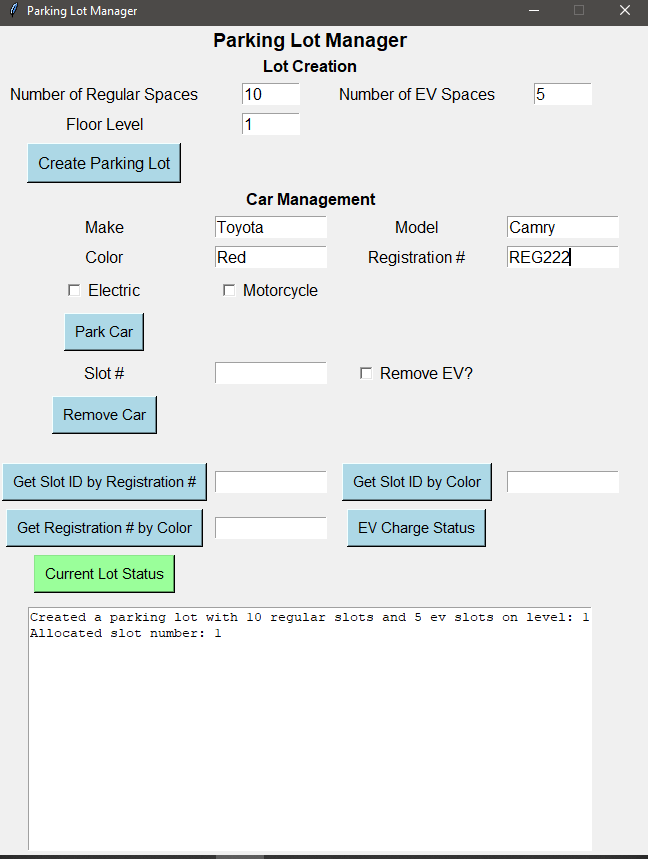 Parking Lot Manager
Parking Lot Manager
Lot Creation
Number of Regular Spaces 10 Number of EV Spaces 5
Floor Level 1
Create Parking Lot
Car Management
Make Toyota Model Camry
Color Red Registration # REG222
Electric Motorcycle
Park Car
Slot # Remove EV?
Remove Car
Get Slot ID by Registration # Get Slot ID by Color
Get Registration # by Color EV Charge Status
Current Lot Status
Created a parking lot with 10 regular slots and 5 ev slots on level: 1
Allocated slot number: 1